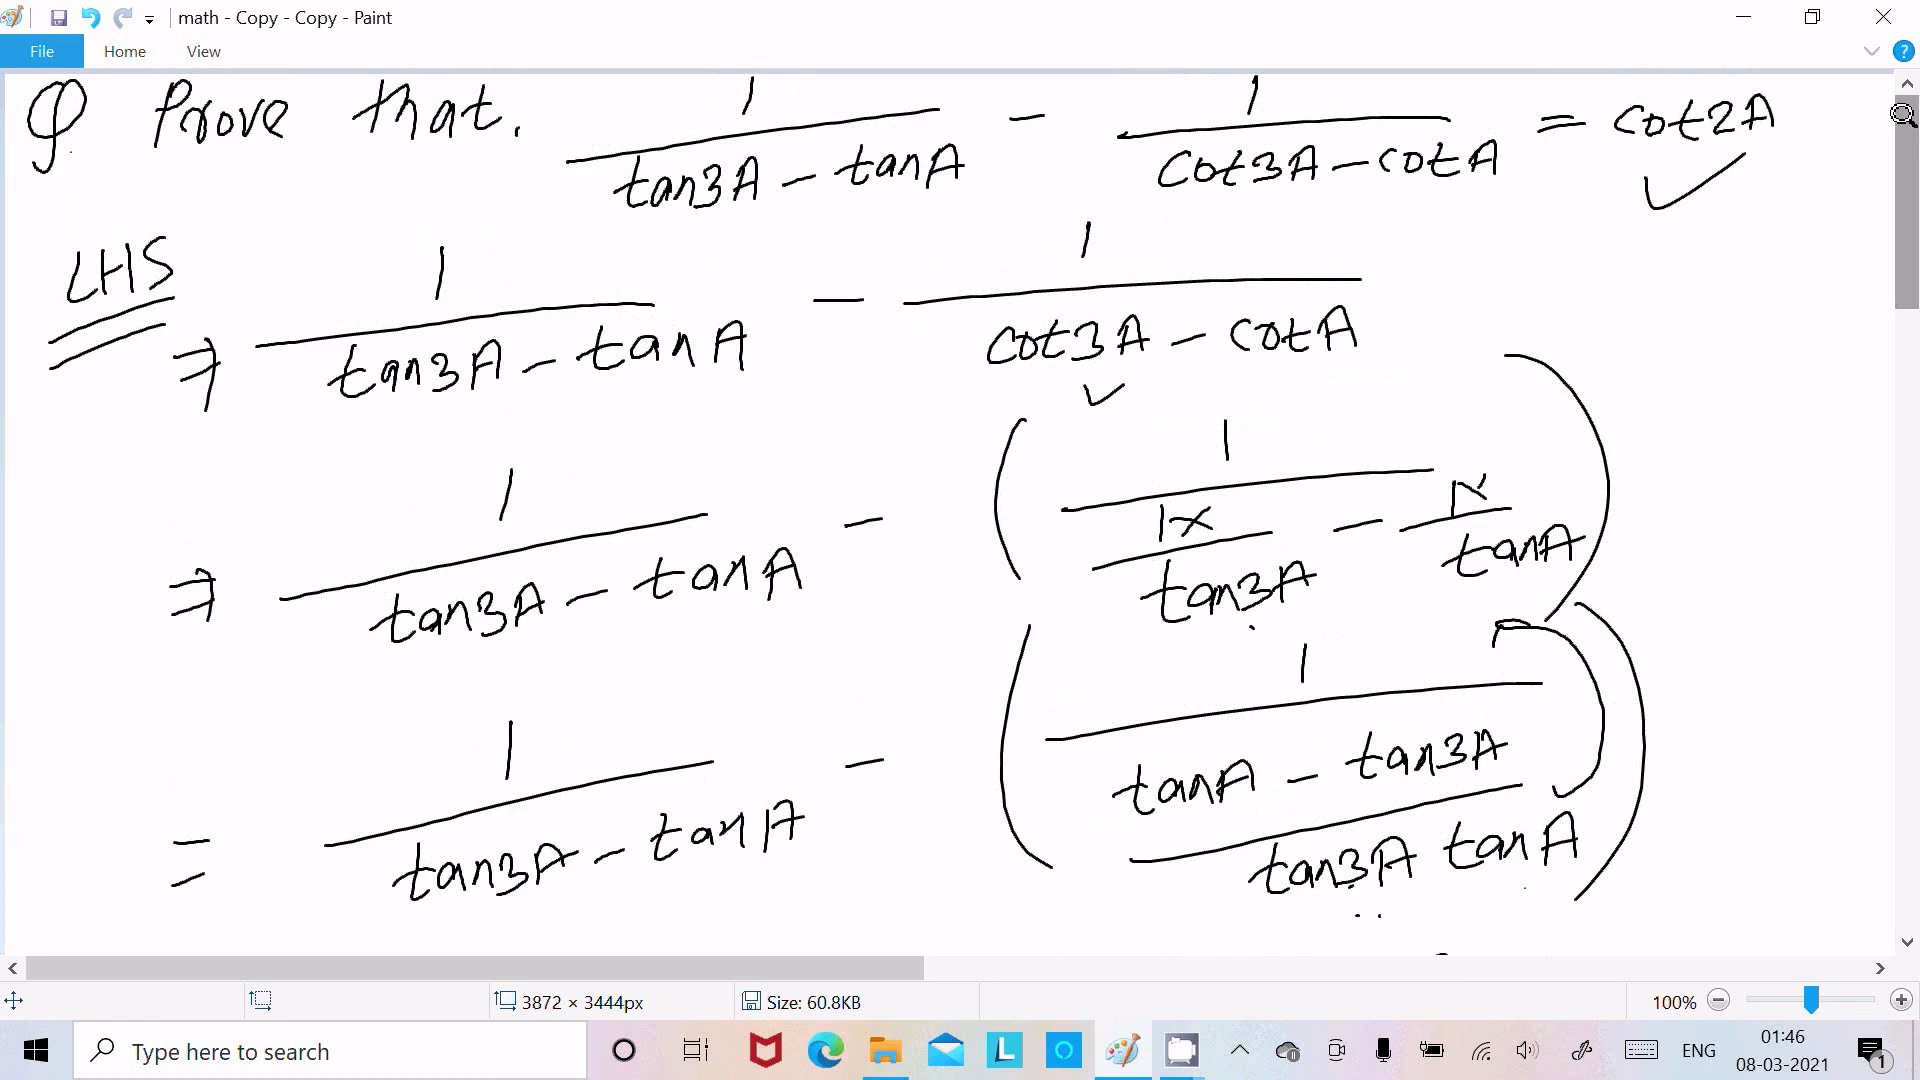 math - Copy - Copy - Paint
File Home View
Q Prove that. 1/(tan3A - tanA) - 1/(cot3A - cotA) = cot2A
LHS
⇒ 1/(tan3A - tanA) - 1/(cot3A - cotA)
⇒ 1/(tan3A - tanA) - (1/(1×/tan3A - 1×/tanA))
= 1/(tan3A - tanA) - (1/((tanA - tan3A)/(tan3A tanA)))
3872 × 3444px Size: 60.8KB 100%
Type here to search ENG 01:46
08-03-2021 1